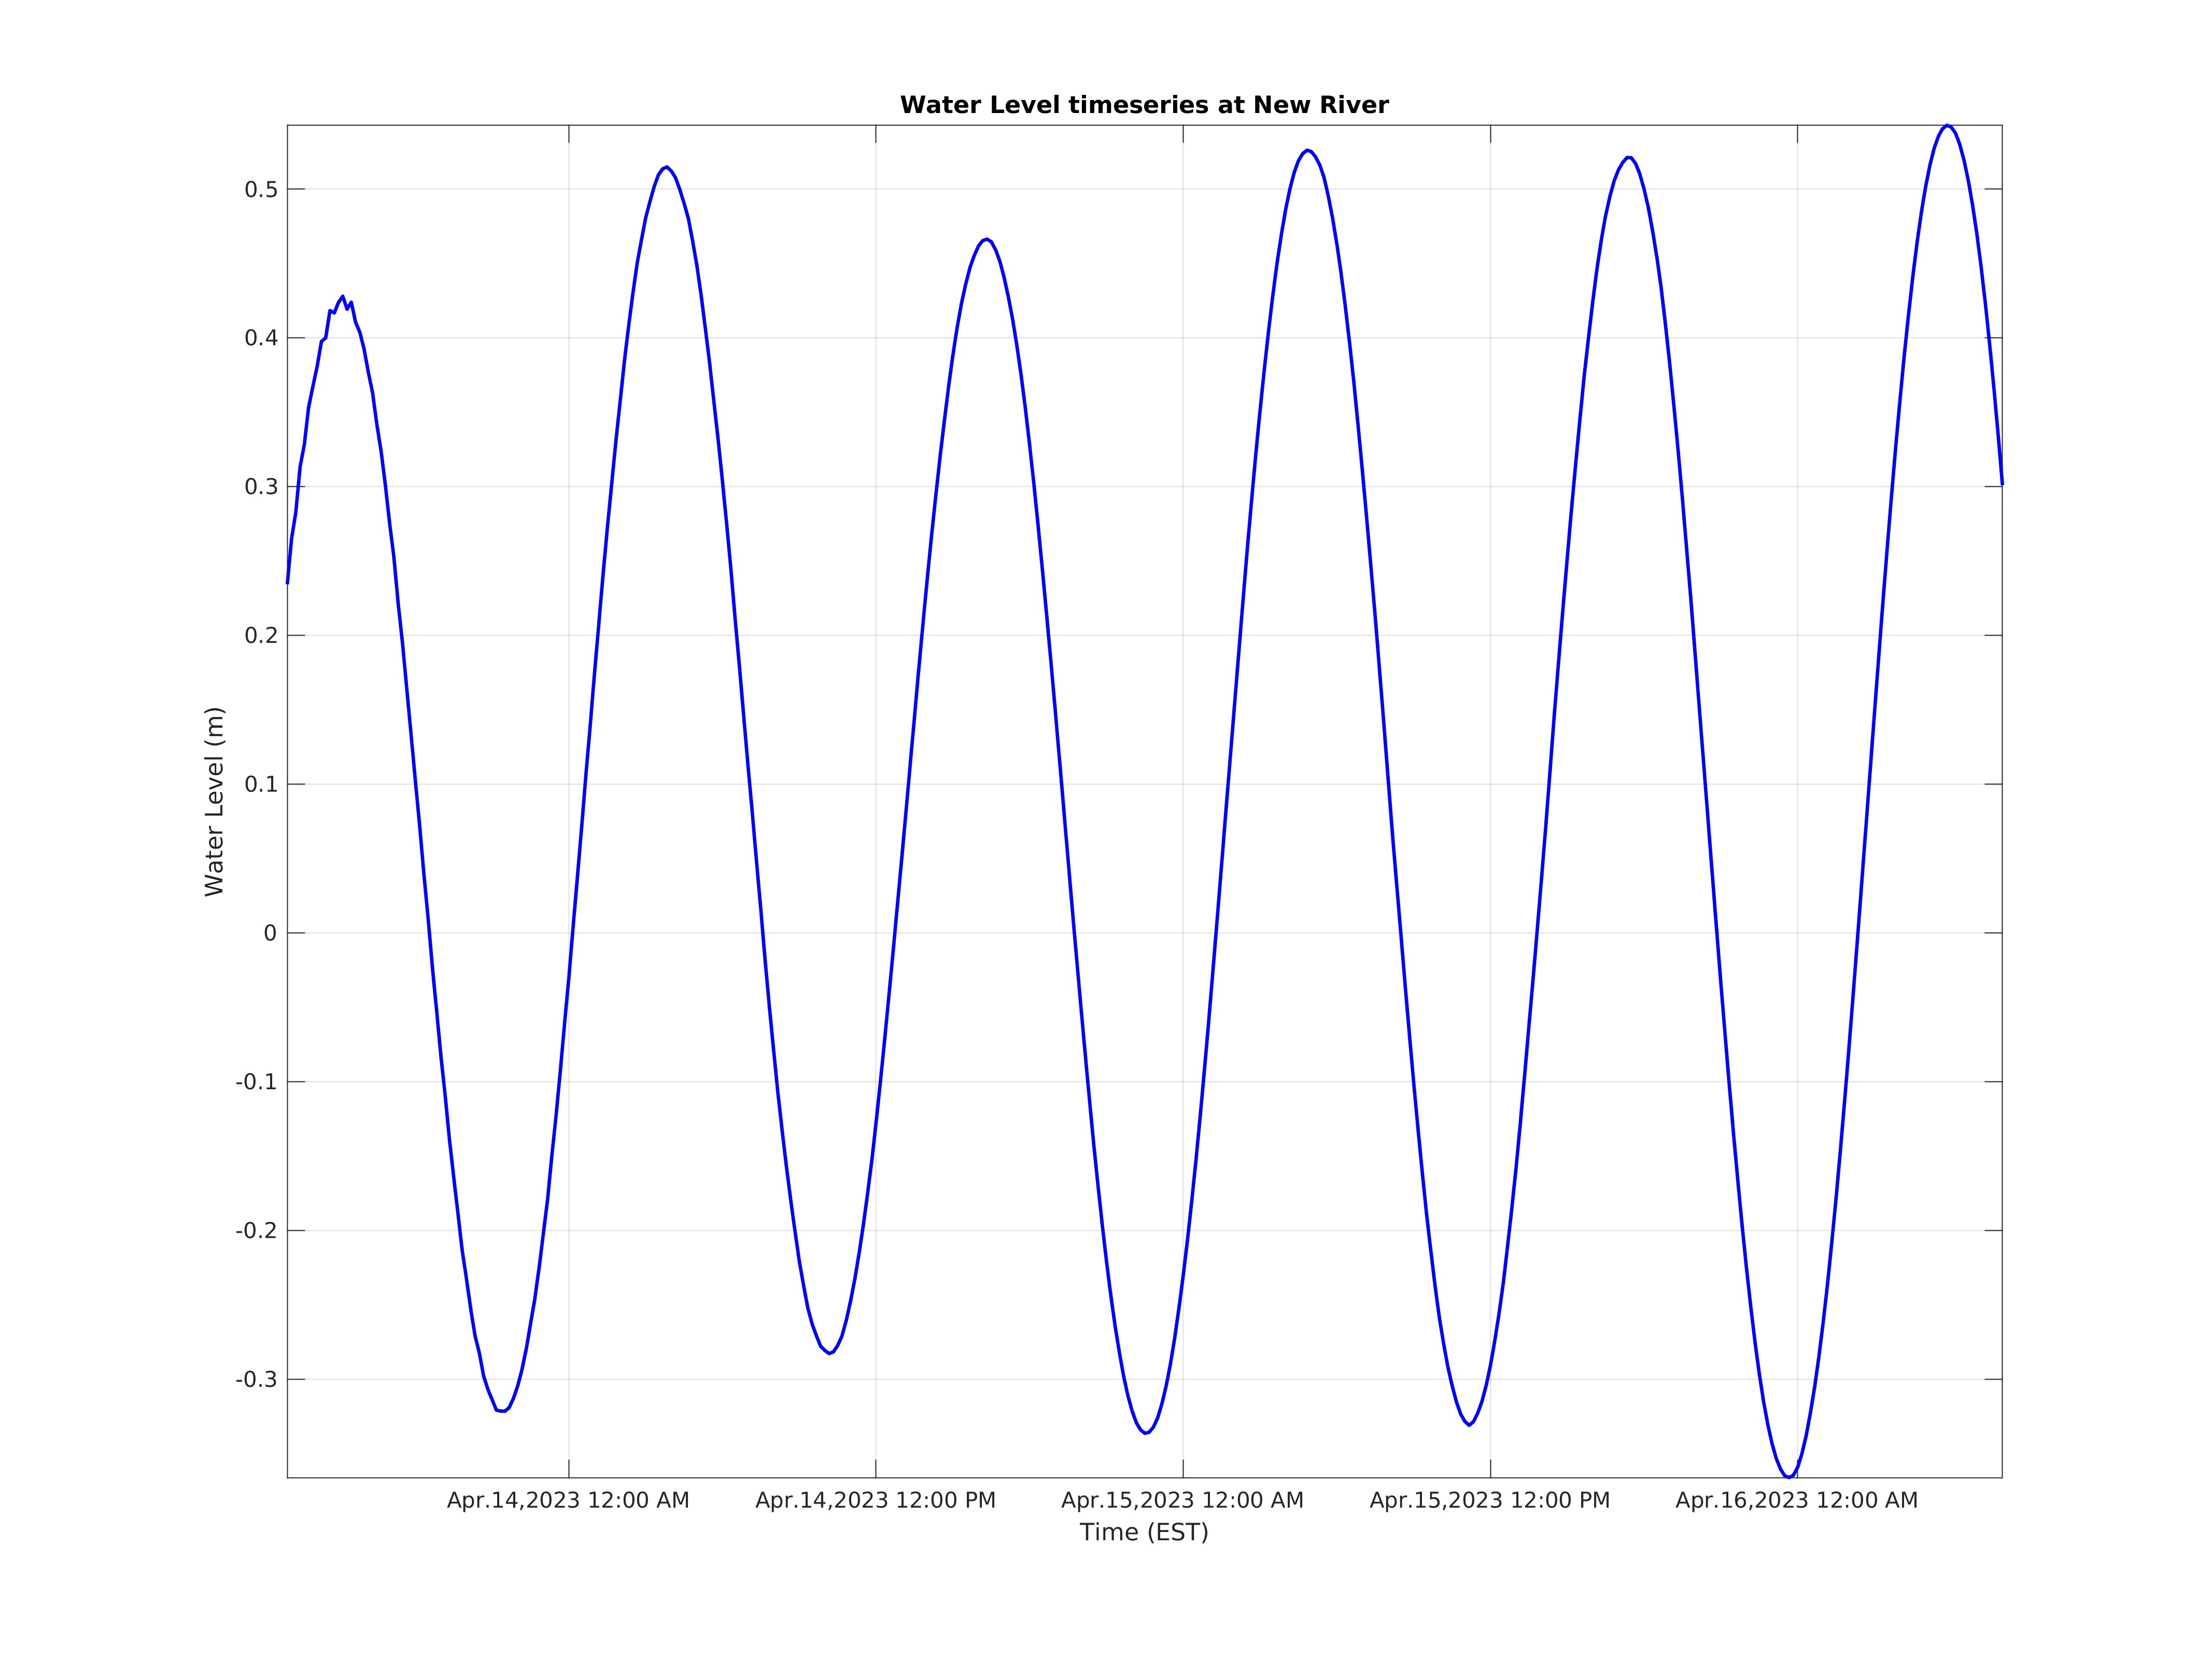 Water Level timeseries at New River
0.5
0.4
0.3
0.2
0.1
0
-0.1
-0.2
-0.3
Water Level (m)
Apr.14,2023 12:00 AM Apr.14,2023 12:00 PM Apr.15,2023 12:00 AM Apr.15,2023 12:00 PM Apr.16,2023 12:00 AM
Time (EST)